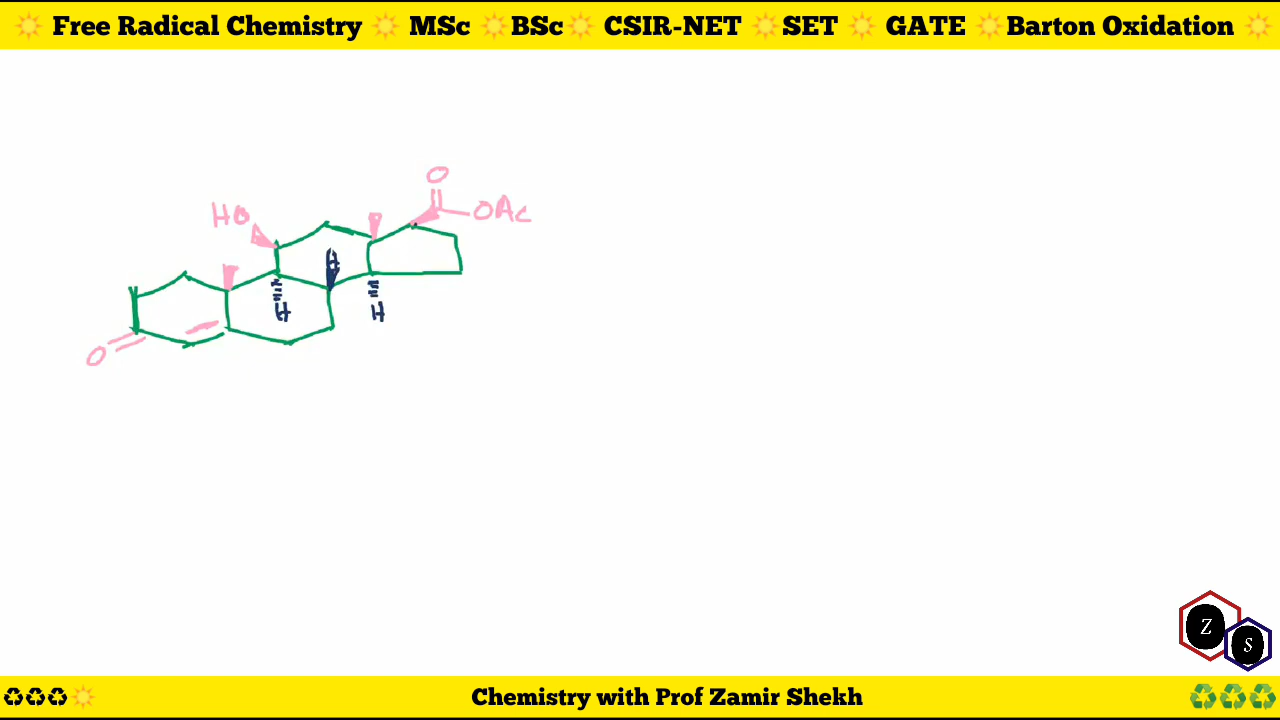 Free Radical Chemistry MSc BSc CSIR-NET SET GATE Barton Oxidation
O
HO
OAc
H
H
H
O
Z
S
Chemistry with Prof Zamir Shekh